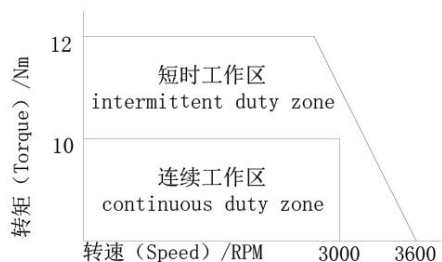 转矩（Torque）/Nm
12
短时工作区
intermittent duty zone
10
连续工作区
continuous duty zone
转速（Speed）/RPM
3000
3600